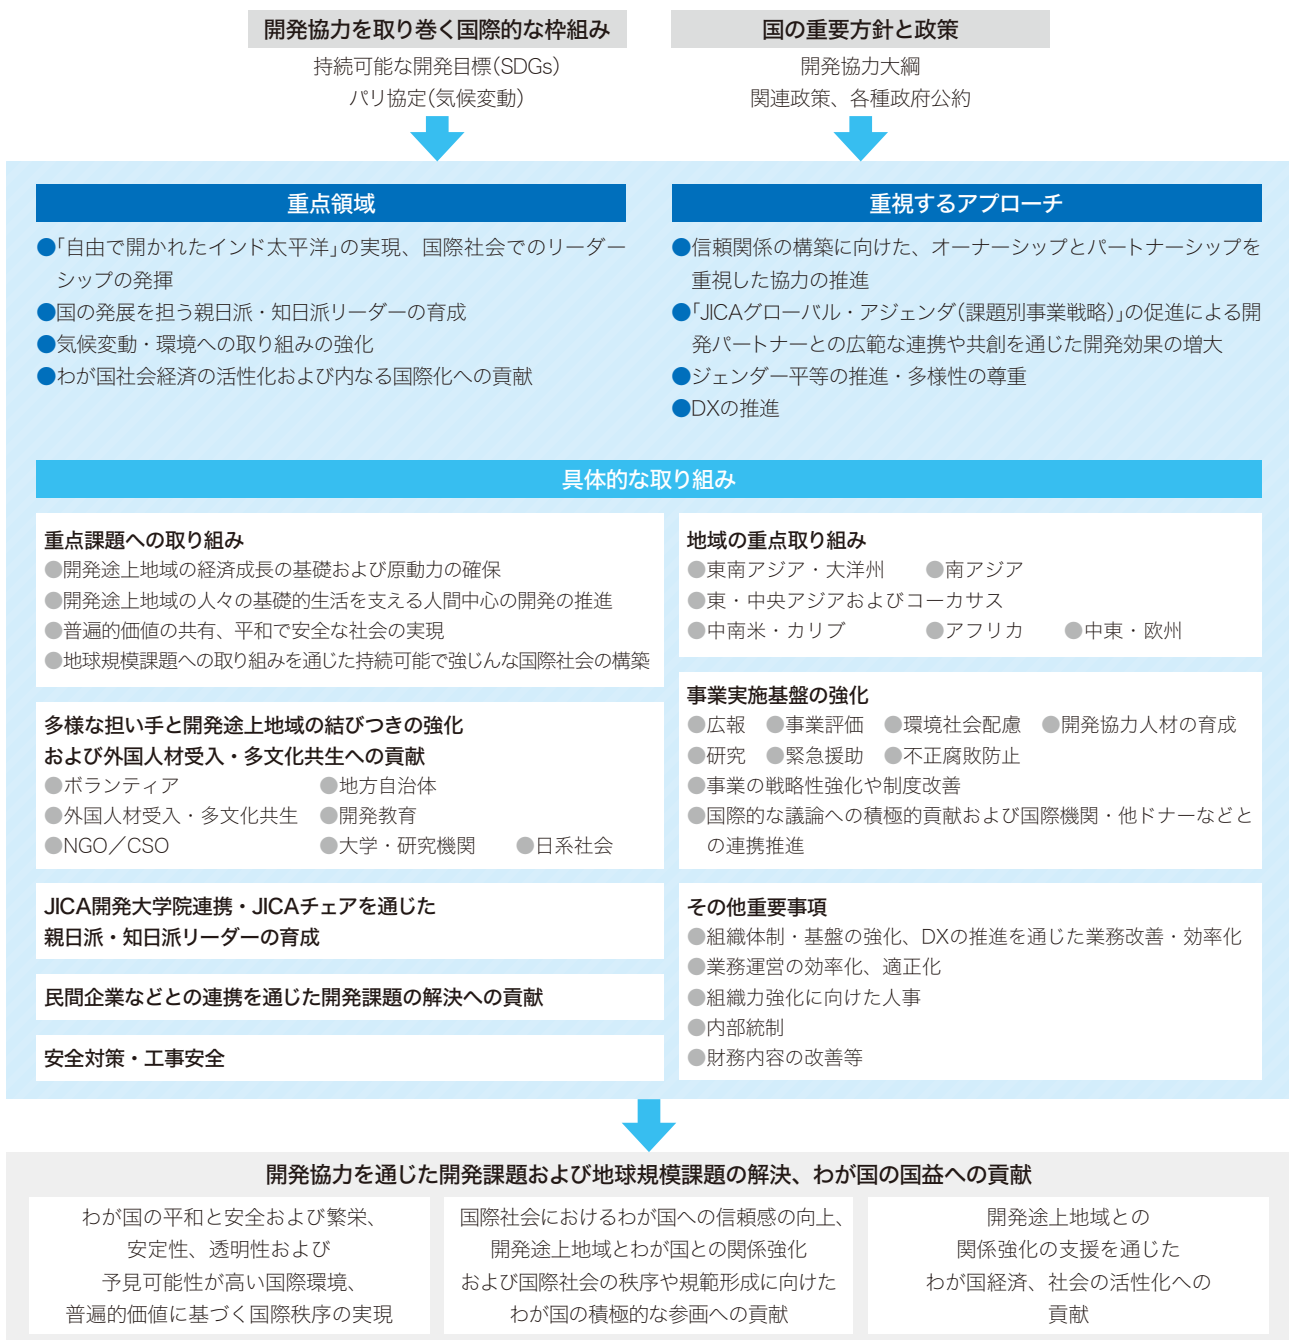 開発協力を取り巻く国際的な枠組み
持続可能な開発目標(SDGs)
パリ協定(気候変動)
国の重要方針と政策
開発協力大綱
関連政策、各種政府公約
重点領域
●「自由で開かれたインド太平洋」の実現、国際社会でのリーダー
シップの発揮
●国の発展を担う親日派・知日派リーダーの育成
●気候変動・環境への取り組みの強化
●わが国社会経済の活性化および内なる国際化への貢献
重視するアプローチ
●信頼関係の構築に向けた、オーナーシップとパートナーシップを
重視した協力の推進
●「JICAグローバル・アジェンダ(課題別事業戦略)」の促進による開
発パートナーとの広範な連携や共創を通じた開発効果の増大
●ジェンダー平等の推進・多様性の尊重
●DXの推進
具体的な取り組み
重点課題への取り組み
●開発途上地域の経済成長の基礎および原動力の確保
●開発途上地域の人々の基礎的生活を支える人間中心の開発の推進
●普遍的価値の共有、平和で安全な社会の実現
●地球規模課題への取り組みを通じた持続可能で強じんな国際社会の構築
多様な担い手と開発途上地域の結びつきの強化
および外国人材受入・多文化共生への貢献
●ボランティア ●地方自治体
●外国人材受入・多文化共生 ●開発教育
●NGO／CSO ●大学・研究機関 ●日系社会
JICA開発大学院連携・JICAチェアを通じた
親日派・知日派リーダーの育成
民間企業などとの連携を通じた開発課題の解決への貢献
安全対策・工事安全
地域の重点取り組み
●東南アジア・大洋州 ●南アジア
●東・中央アジアおよびコーカサス
●中南米・カリブ ●アフリカ ●中東・欧州
事業実施基盤の強化
●広報 ●事業評価 ●環境社会配慮 ●開発協力人材の育成
●研究 ●緊急援助 ●不正腐敗防止
●事業の戦略性強化や制度改善
●国際的な議論への積極的貢献および国際機関・他ドナーなどと
の連携推進
その他重要事項
●組織体制・基盤の強化、DXの推進を通じた業務改善・効率化
●業務運営の効率化、適正化
●組織力強化に向けた人事
●内部統制
●財務内容の改善等
開発協力を通じた開発課題および地球規模課題の解決、わが国の国益への貢献
わが国の平和と安全および繁栄、
安定性、透明性および
予見可能性が高い国際環境、
普遍的価値に基づく国際秩序の実現
国際社会におけるわが国への信頼感の向上、
開発途上地域とわが国との関係強化
および国際社会の秩序や規範形成に向けた
わが国の積極的な参画への貢献
開発途上地域との
関係強化の支援を通じた
わが国経済、社会の活性化への
貢献